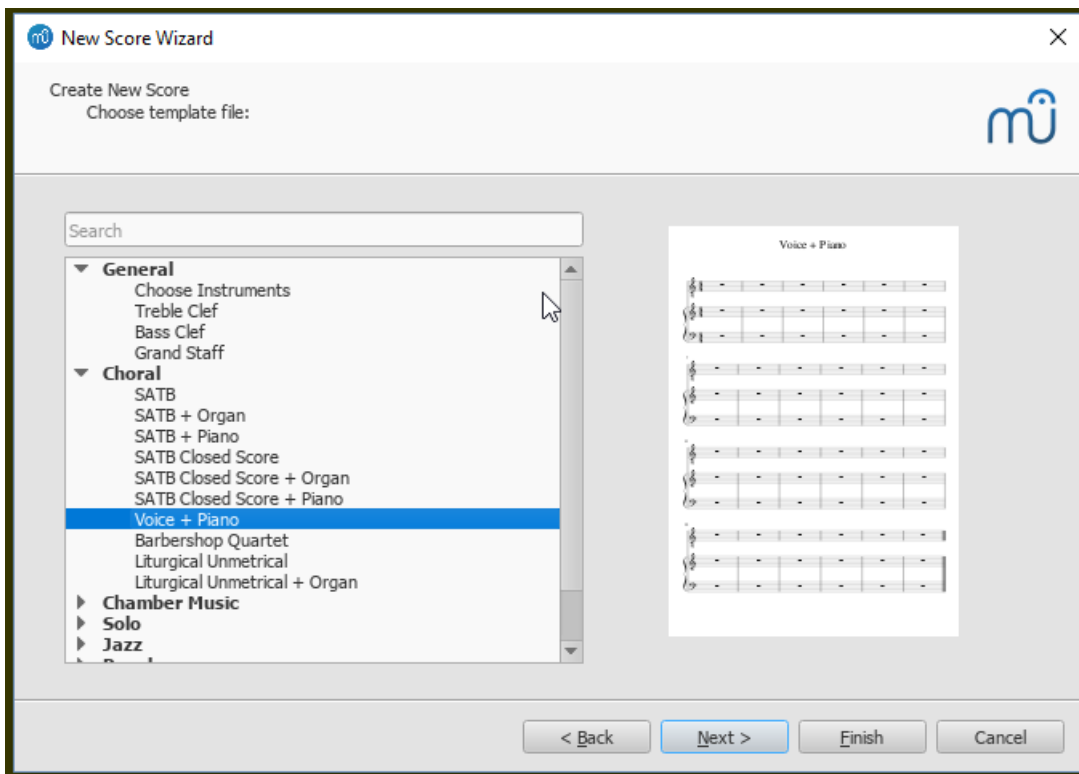 New Score Wizard
Create New Score
Choose template file:
Search
General
Choose Instruments
Treble Clef
Bass Clef
Grand Staff
Choral
SATB
SATB + Organ
SATB + Piano
SATB Closed Score
SATB Closed Score + Organ
SATB Closed Score + Piano
Voice + Piano
Barbershop Quartet
Liturgical Unmetrical
Liturgical Unmetrical + Organ
Chamber Music
Solo
Jazz
Voice + Piano
< Back
Next >
Finish
Cancel